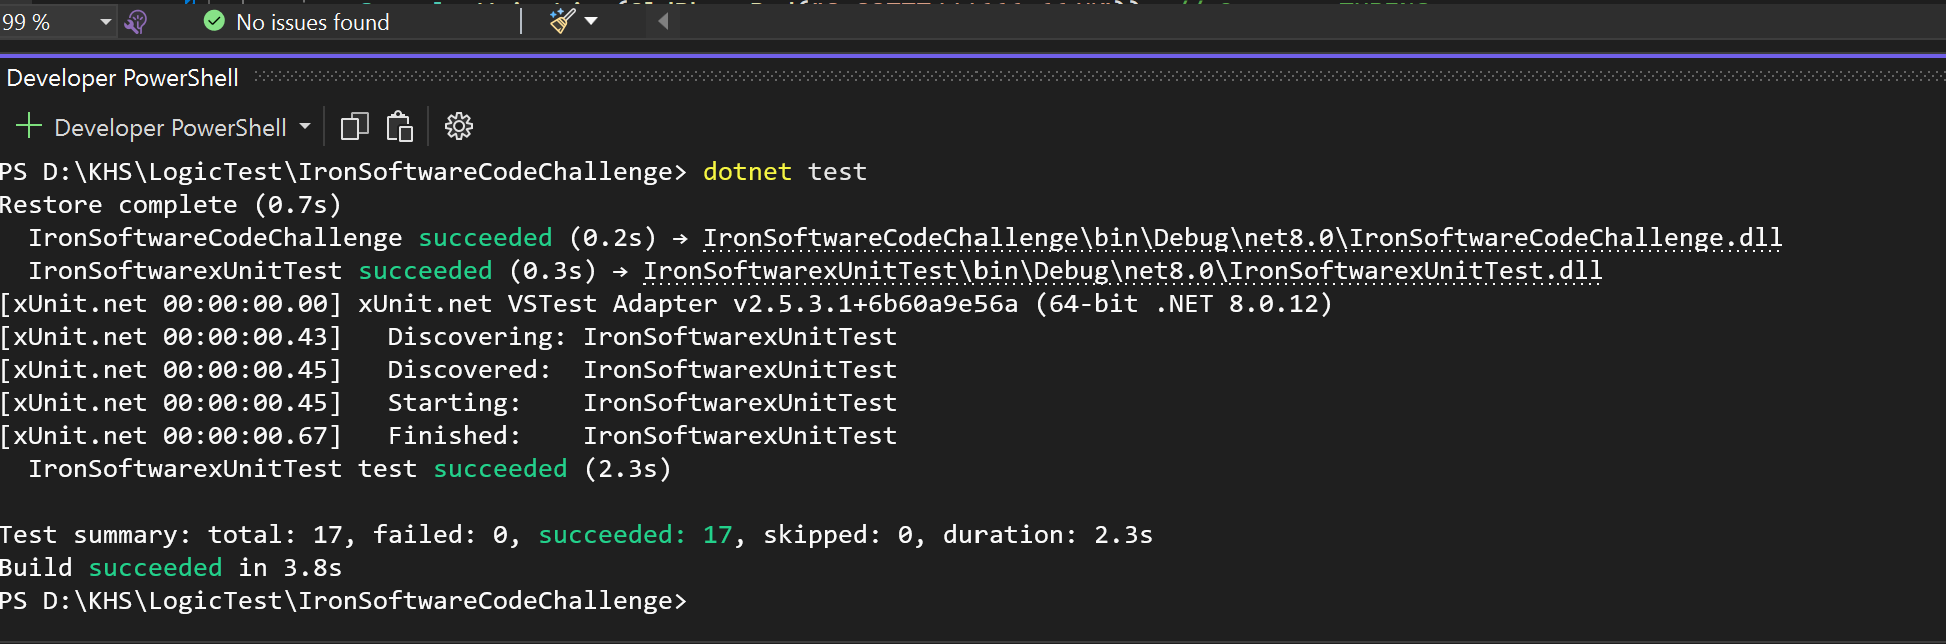 99 %
No issues found
Developer PowerShell
Developer PowerShell
PS D:\KHS\LogicTest\IronSoftwareCodeChallenge> dotnet test
Restore complete (0.7s)
IronSoftwareCodeChallenge succeeded (0.2s) → IronSoftwareCodeChallenge\bin\Debug\net8.0\IronSoftwareCodeChallenge.dll
IronSoftwarexUnitTest succeeded (0.3s) → IronSoftwarexUnitTest\bin\Debug\net8.0\IronSoftwarexUnitTest.dll
[xUnit.net 00:00:00.00] xUnit.net VSTest Adapter v2.5.3.1+6b60a9e56a (64-bit .NET 8.0.12)
[xUnit.net 00:00:00.43]   Discovering: IronSoftwarexUnitTest
[xUnit.net 00:00:00.45]   Discovered:  IronSoftwarexUnitTest
[xUnit.net 00:00:00.45]   Starting:    IronSoftwarexUnitTest
[xUnit.net 00:00:00.67]   Finished:    IronSoftwarexUnitTest
IronSoftwarexUnitTest test succeeded (2.3s)
Test summary: total: 17, failed: 0, succeeded: 17, skipped: 0, duration: 2.3s
Build succeeded in 3.8s
PS D:\KHS\LogicTest\IronSoftwareCodeChallenge>